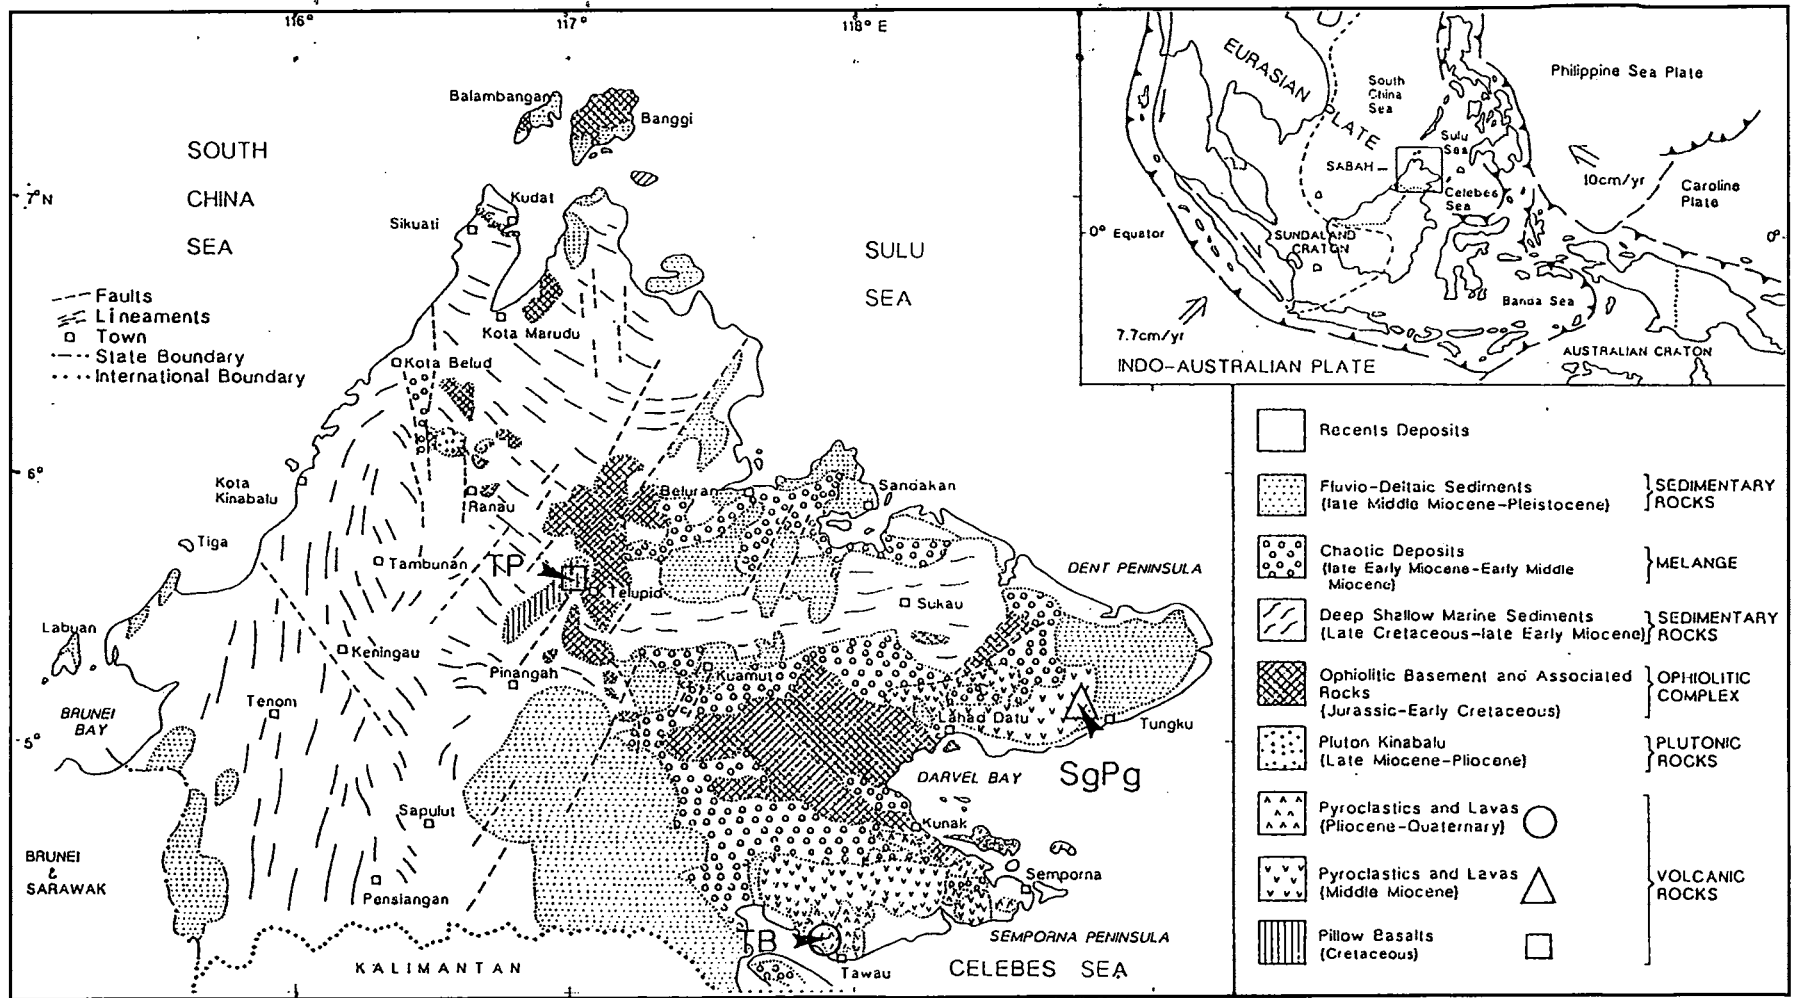 116°
117°
118° E
7° N
6°
5°
SOUTH
CHINA
SEA
SULU
SEA
Balambangan
Banggi
Kudat
Sikuati
Kota Marudu
Kota Belud
Faults
Lineaments
Town
State Boundary
International Boundary
Kota
Kinabalu
Ranau
Beluran
Sandakan
Tiga
Tambunan
TP
Telupid
Sukau
DENT PENINSULA
Labuan
Keningau
Pinangah
Kuamut
Tenom
BRUNEI
BAY
Lahad Datu
Tungku
DARVEL BAY
SgPg
Sapulut
Kunak
BRUNEI
&
SARAWAK
Pensiangan
Semporna
TB
SEMPORNA PENINSULA
KALIMANTAN
Tawau
CELEBES SEA
EURASIAN
PLATE
South
China
Sea
Philippine Sea Plate
Sulu
Sea
SABAH
10cm/yr
Caroline
Plate
Celebes
Sea
0° Equator
0°
SUNDALAND
CRATON
Banda Sea
7.7cm/yr
INDO-AUSTRALIAN PLATE
AUSTRALIAN CRATON
Recents Deposits
Fluvio-Deltaic Sediments
(late Middle Miocene-Pleistocene)
SEDIMENTARY
ROCKS
Chaotic Deposits
(late Early Miocene-Early Middle
Miocene)
MELANGE
Deep Shallow Marine Sediments
(Late Cretaceous-late Early Miocene)
SEDIMENTARY
ROCKS
Ophiolitic Basement and Associated
Rocks
(Jurassic-Early Cretaceous)
OPHIOLITIC
COMPLEX
Pluton Kinabalu
(Late Miocene-Pliocene)
PLUTONIC
ROCKS
Pyroclastics and Lavas
(Pliocene-Quaternary)
Pyroclastics and Lavas
(Middle Miocene)
VOLCANIC
ROCKS
Pillow Basalts
(Cretaceous)